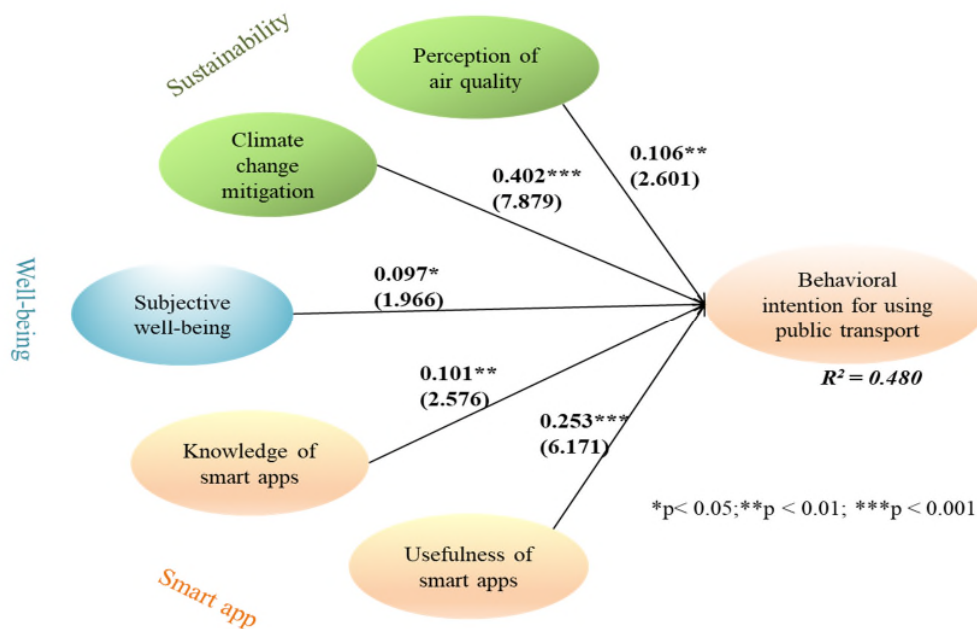 Sustainability
Perception of
air quality
Climate
change
mitigation
0.106**
(2.601)
0.402***
(7.879)
Well-being
Subjective
well-being
0.097*
(1.966)
Behavioral
intention for using
public transport
R² = 0.480
0.101**
(2.576)
0.253***
(6.171)
Knowledge of
smart apps
*p< 0.05;**p < 0.01; ***p < 0.001
Usefulness of
smart apps
Smart app